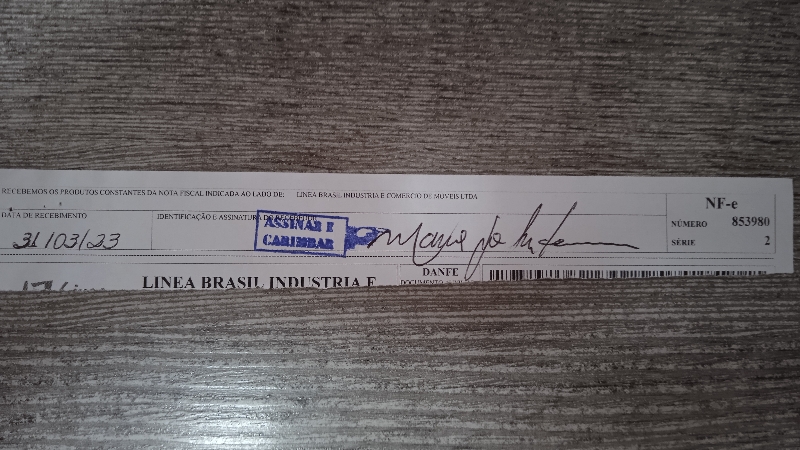 RECEBEMOS OS PRODUTOS CONSTANTES DA NOTA FISCAL INDICADA AO LADO DE: LINEA BRASIL INDUSTRIA E COMERCIO DE MOVEIS LTDA
NF-e
NÚMERO 853980
SÉRIE 2
DATA DE RECEBIMENTO
31/03/23
IDENTIFICAÇÃO E ASSINATURA DO RECEBEDOR
ASSINAR E
CARIMBAR
LINEA BRASIL INDUSTRIA E
DANFE
DOCUMENTO